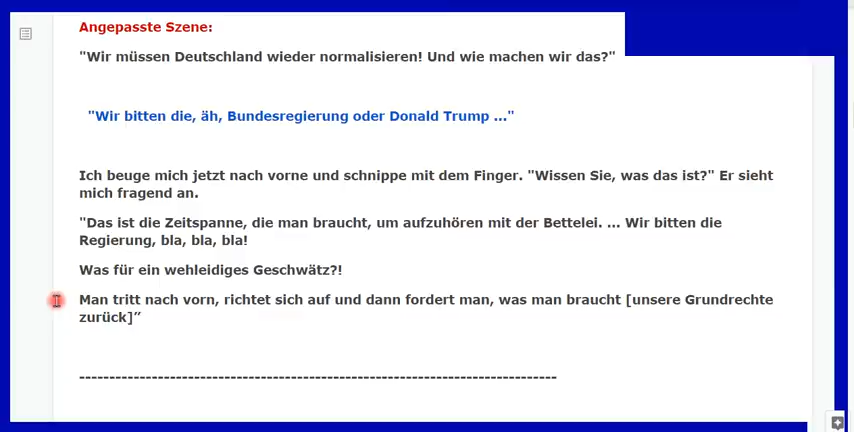 Angepasste Szene:
"Wir müssen Deutschland wieder normalisieren! Und wie machen wir das?"
"Wir bitten die, äh, Bundesregierung oder Donald Trump ..."
Ich beuge mich jetzt nach vorne und schnippe mit dem Finger. "Wissen Sie, was das ist?" Er sieht
mich fragend an.
"Das ist die Zeitspanne, die man braucht, um aufzuhören mit der Bettelei. ... Wir bitten die
Regierung, bla, bla, bla!
Was für ein wehleidiges Geschwätz?!
Man tritt nach vorn, richtet sich auf und dann fordert man, was man braucht [unsere Grundrechte
zurück]”
--------------------------------------------------------------------------------